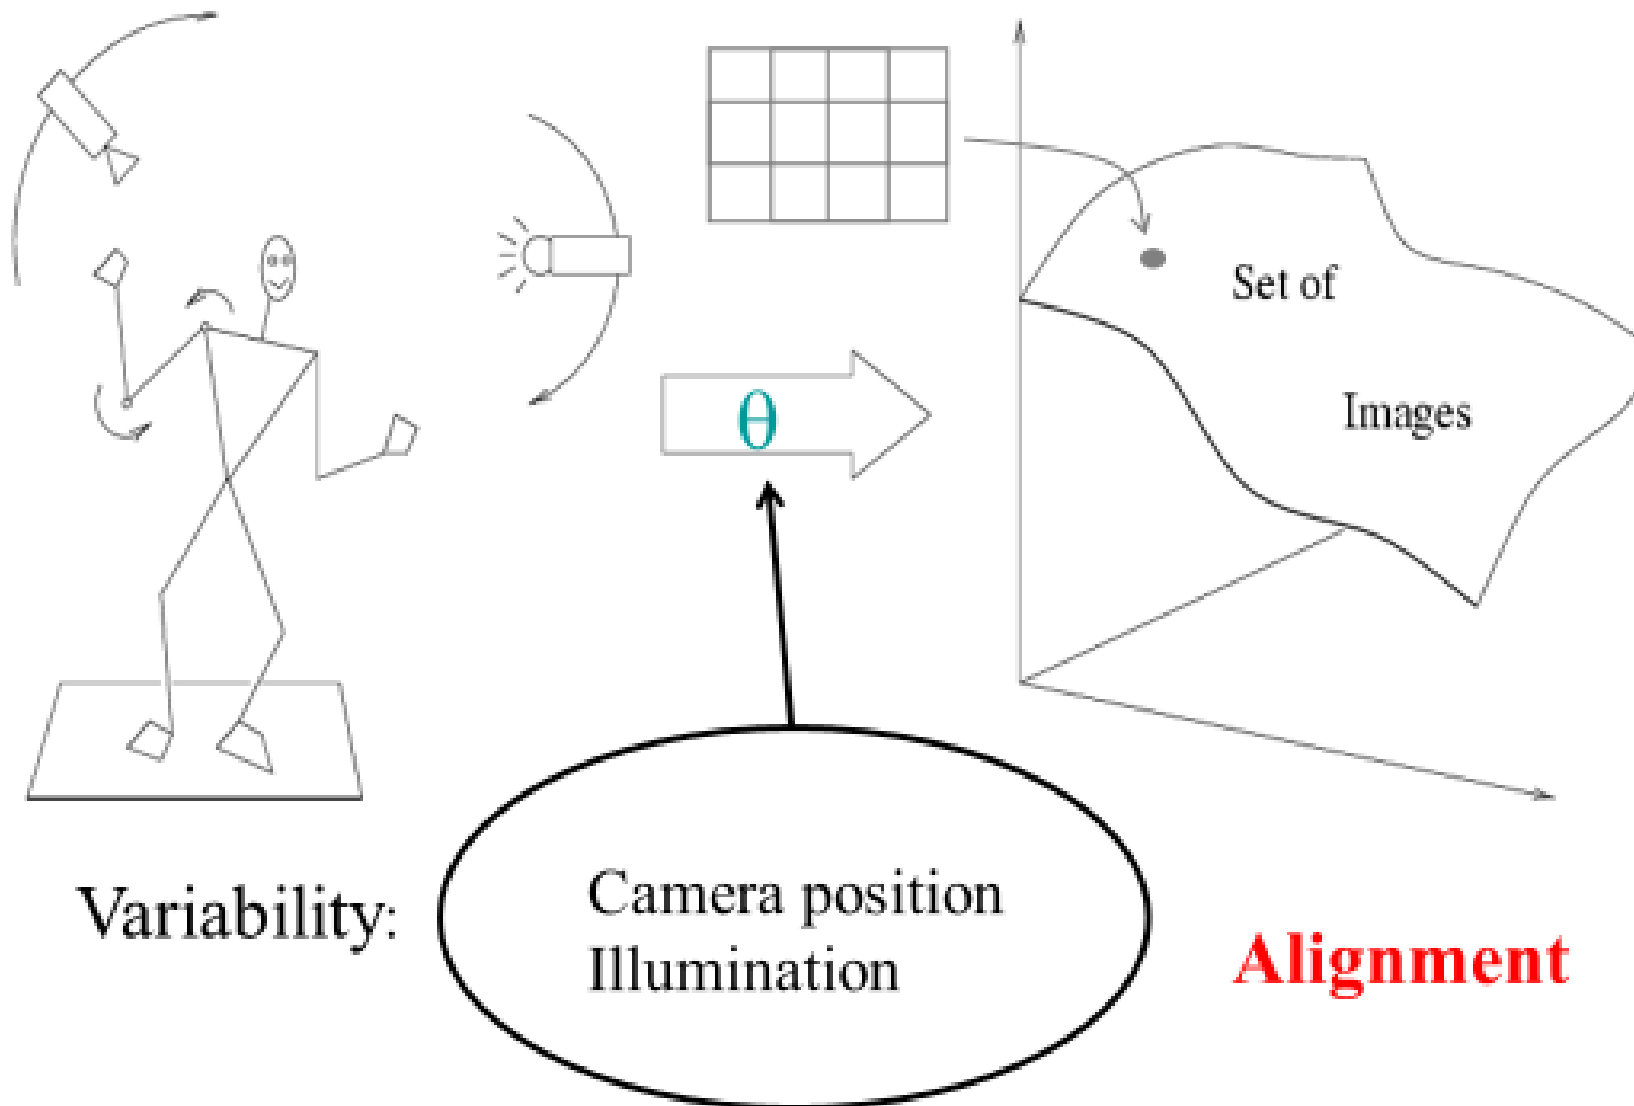 Set of
Images
θ
Variability:
Camera position
Illumination
Alignment